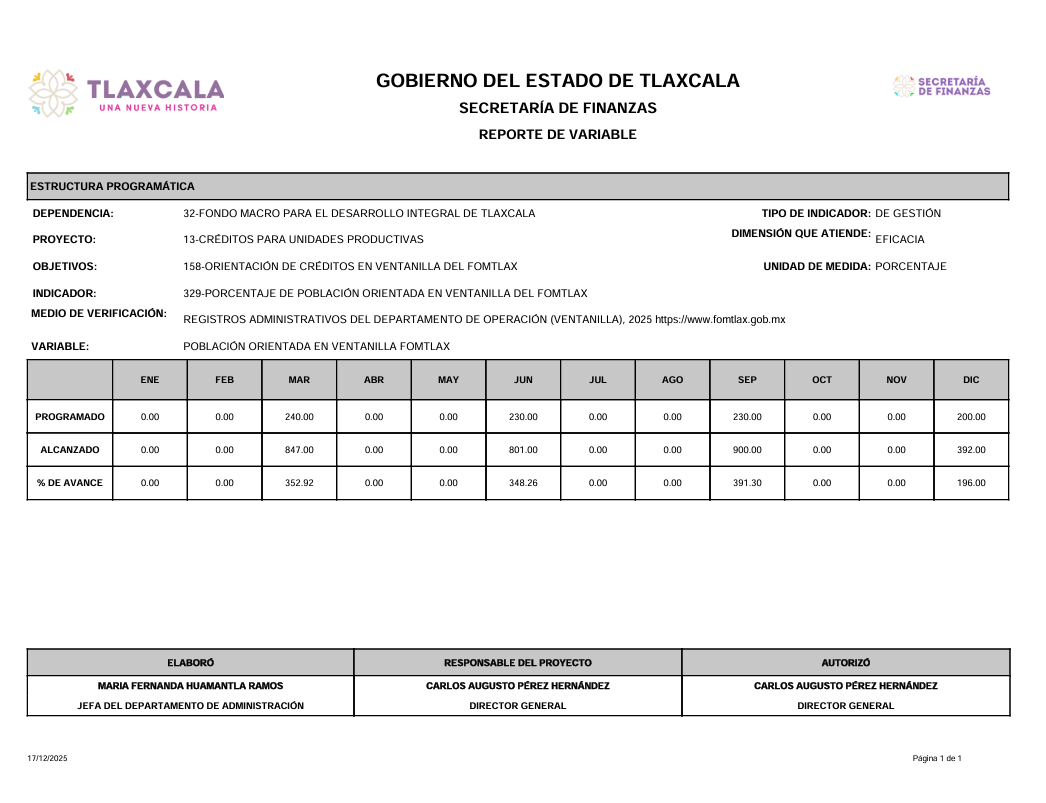 TLAXCALA
UNA NUEVA HISTORIA
GOBIERNO DEL ESTADO DE TLAXCALA
SECRETARÍA DE FINANZAS
REPORTE DE VARIABLE
SECRETARÍA
DE FINANZAS
ESTRUCTURA PROGRAMÁTICA
DEPENDENCIA: 32-FONDO MACRO PARA EL DESARROLLO INTEGRAL DE TLAXCALA TIPO DE INDICADOR: DE GESTIÓN
PROYECTO: 13-CRÉDITOS PARA UNIDADES PRODUCTIVAS DIMENSIÓN QUE ATIENDE: EFICACIA
OBJETIVOS: 158-ORIENTACIÓN DE CRÉDITOS EN VENTANILLA DEL FOMTLAX UNIDAD DE MEDIDA: PORCENTAJE
INDICADOR: 329-PORCENTAJE DE POBLACIÓN ORIENTADA EN VENTANILLA DEL FOMTLAX
MEDIO DE VERIFICACIÓN: REGISTROS ADMINISTRATIVOS DEL DEPARTAMENTO DE OPERACIÓN (VENTANILLA), 2025 https://www.fomtlax.gob.mx
VARIABLE: POBLACIÓN ORIENTADA EN VENTANILLA FOMTLAX
ENE FEB MAR ABR MAY JUN JUL AGO SEP OCT NOV DIC
PROGRAMADO 0.00 0.00 240.00 0.00 0.00 230.00 0.00 0.00 230.00 0.00 0.00 200.00
ALCANZADO 0.00 0.00 847.00 0.00 0.00 801.00 0.00 0.00 900.00 0.00 0.00 392.00
% DE AVANCE 0.00 0.00 352.92 0.00 0.00 348.26 0.00 0.00 391.30 0.00 0.00 196.00
ELABORÓ RESPONSABLE DEL PROYECTO AUTORIZÓ
MARIA FERNANDA HUAMANTLA RAMOS CARLOS AUGUSTO PÉREZ HERNÁNDEZ CARLOS AUGUSTO PÉREZ HERNÁNDEZ
JEFA DEL DEPARTAMENTO DE ADMINISTRACIÓN DIRECTOR GENERAL DIRECTOR GENERAL
17/12/2025 Página 1 de 1